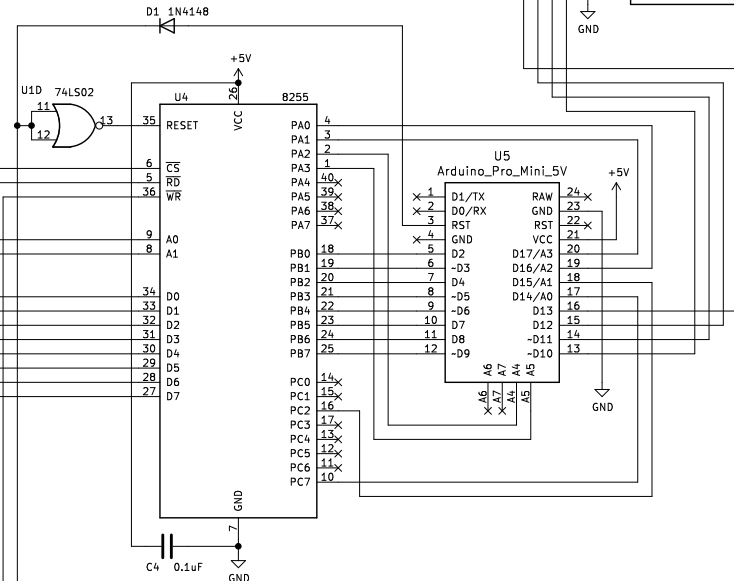 D1 1N4148
GND
+5V
U1D 74LS02
11
12
13
U4 8255
26
VCC
35 RESET
6 CS
5 RD
36 WR
9 A0
8 A1
34 D0
33 D1
32 D2
31 D3
30 D4
29 D5
28 D6
27 D7
PA0 4
PA1 3
PA2 2
PA3 1
PA4 40
PA5 39
PA6 38
PA7 37
PB0 18
PB1 19
PB2 20
PB3 21
PB4 22
PB5 23
PB6 24
PB7 25
PC0 14
PC1 15
PC2 16
PC3 17
PC4 13
PC5 12
PC6 11
PC7 10
GND
7
C4 0.1uF
GND
U5
Arduino_Pro_Mini_5V
1 D1/TX
2 D0/RX
3 RST
4 GND
5 D2
6 ~D3
7 D4
8 ~D5
9 ~D6
10 D7
11 D8
12 ~D9
RAW 24
GND 23
RST 22
VCC 21
D17/A3 20
D16/A2 19
D15/A1 18
D14/A0 17
D13 16
D12 15
~D11 14
~D10 13
A6 A7 A4 A5
A6 A7 A4 A5
+5V
GND